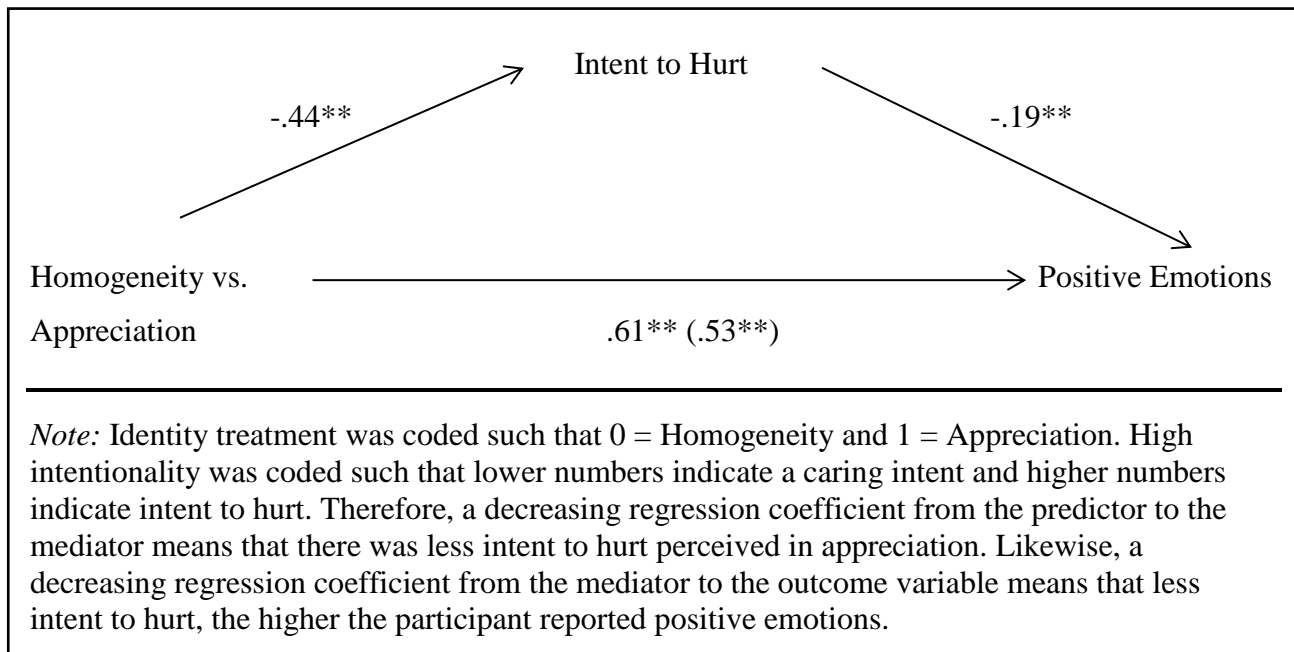 Intent to Hurt
-.44**
-.19**
Homogeneity vs.
Positive Emotions
Appreciation
.61** (.53**)
Note: Identity treatment was coded such that 0 = Homogeneity and 1 = Appreciation. High
intentionality was coded such that lower numbers indicate a caring intent and higher numbers
indicate intent to hurt. Therefore, a decreasing regression coefficient from the predictor to the
mediator means that there was less intent to hurt perceived in appreciation. Likewise, a
decreasing regression coefficient from the mediator to the outcome variable means that less
intent to hurt, the higher the participant reported positive emotions.